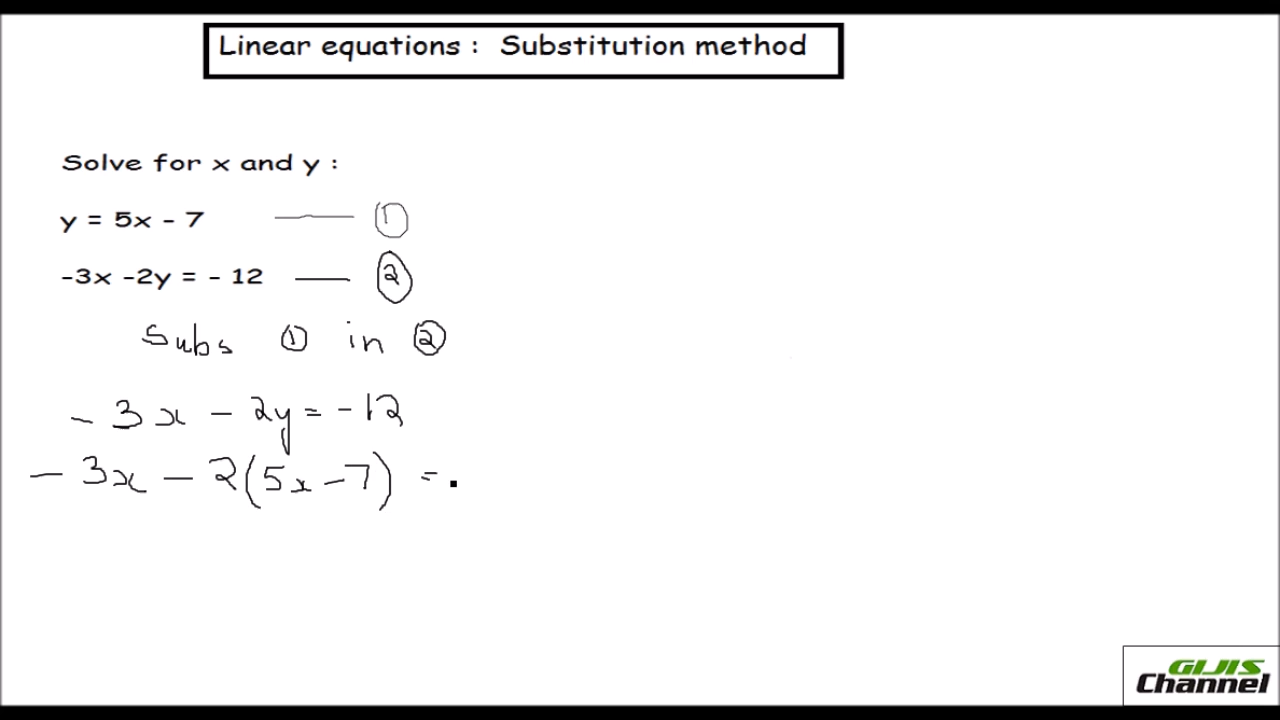 Linear equations : Substitution method
Solve for x and y :
y = 5x - 7 —— ①
-3x -2y = - 12 —— ②
Subs ① in ②
- 3x - 2y = -12
- 3x - 2(5x - 7) =
GIJIS
Channel